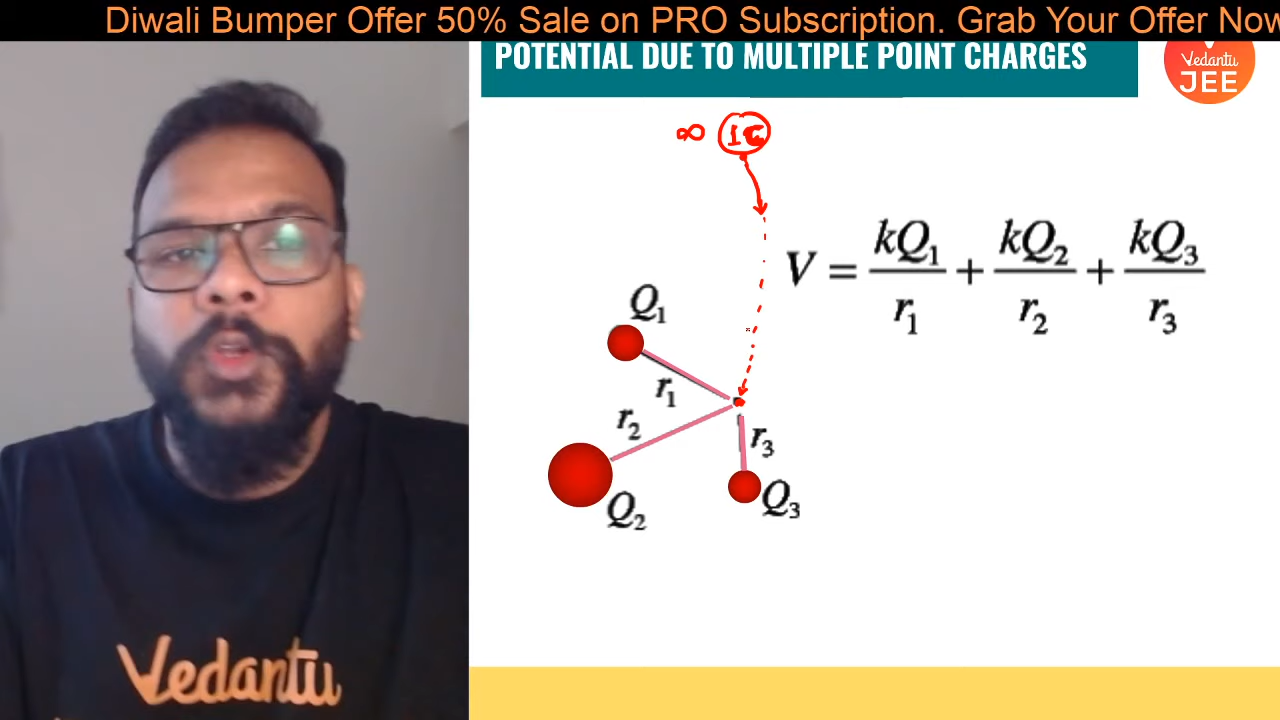 Diwali Bumper Offer 50% Sale on PRO Subscription. Grab Your Offer Now
POTENTIAL DUE TO MULTIPLE POINT CHARGES
Vedantu
JEE
∞ 1C
V = kQ₁/r₁ + kQ₂/r₂ + kQ₃/r₃
Q₁
r₁
r₂
r₃
Q₂
Q₃
Vedantu